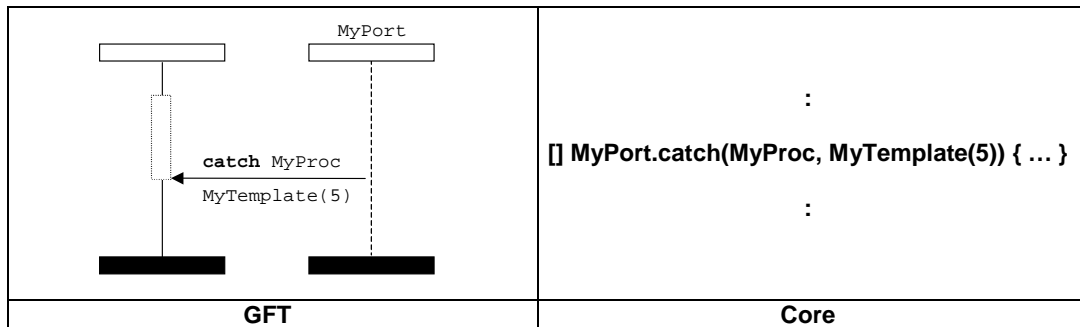 MyPort
catch MyProc
MyTemplate(5)
:
[] MyPort.catch(MyProc, MyTemplate(5)) { … }
:
GFT
Core